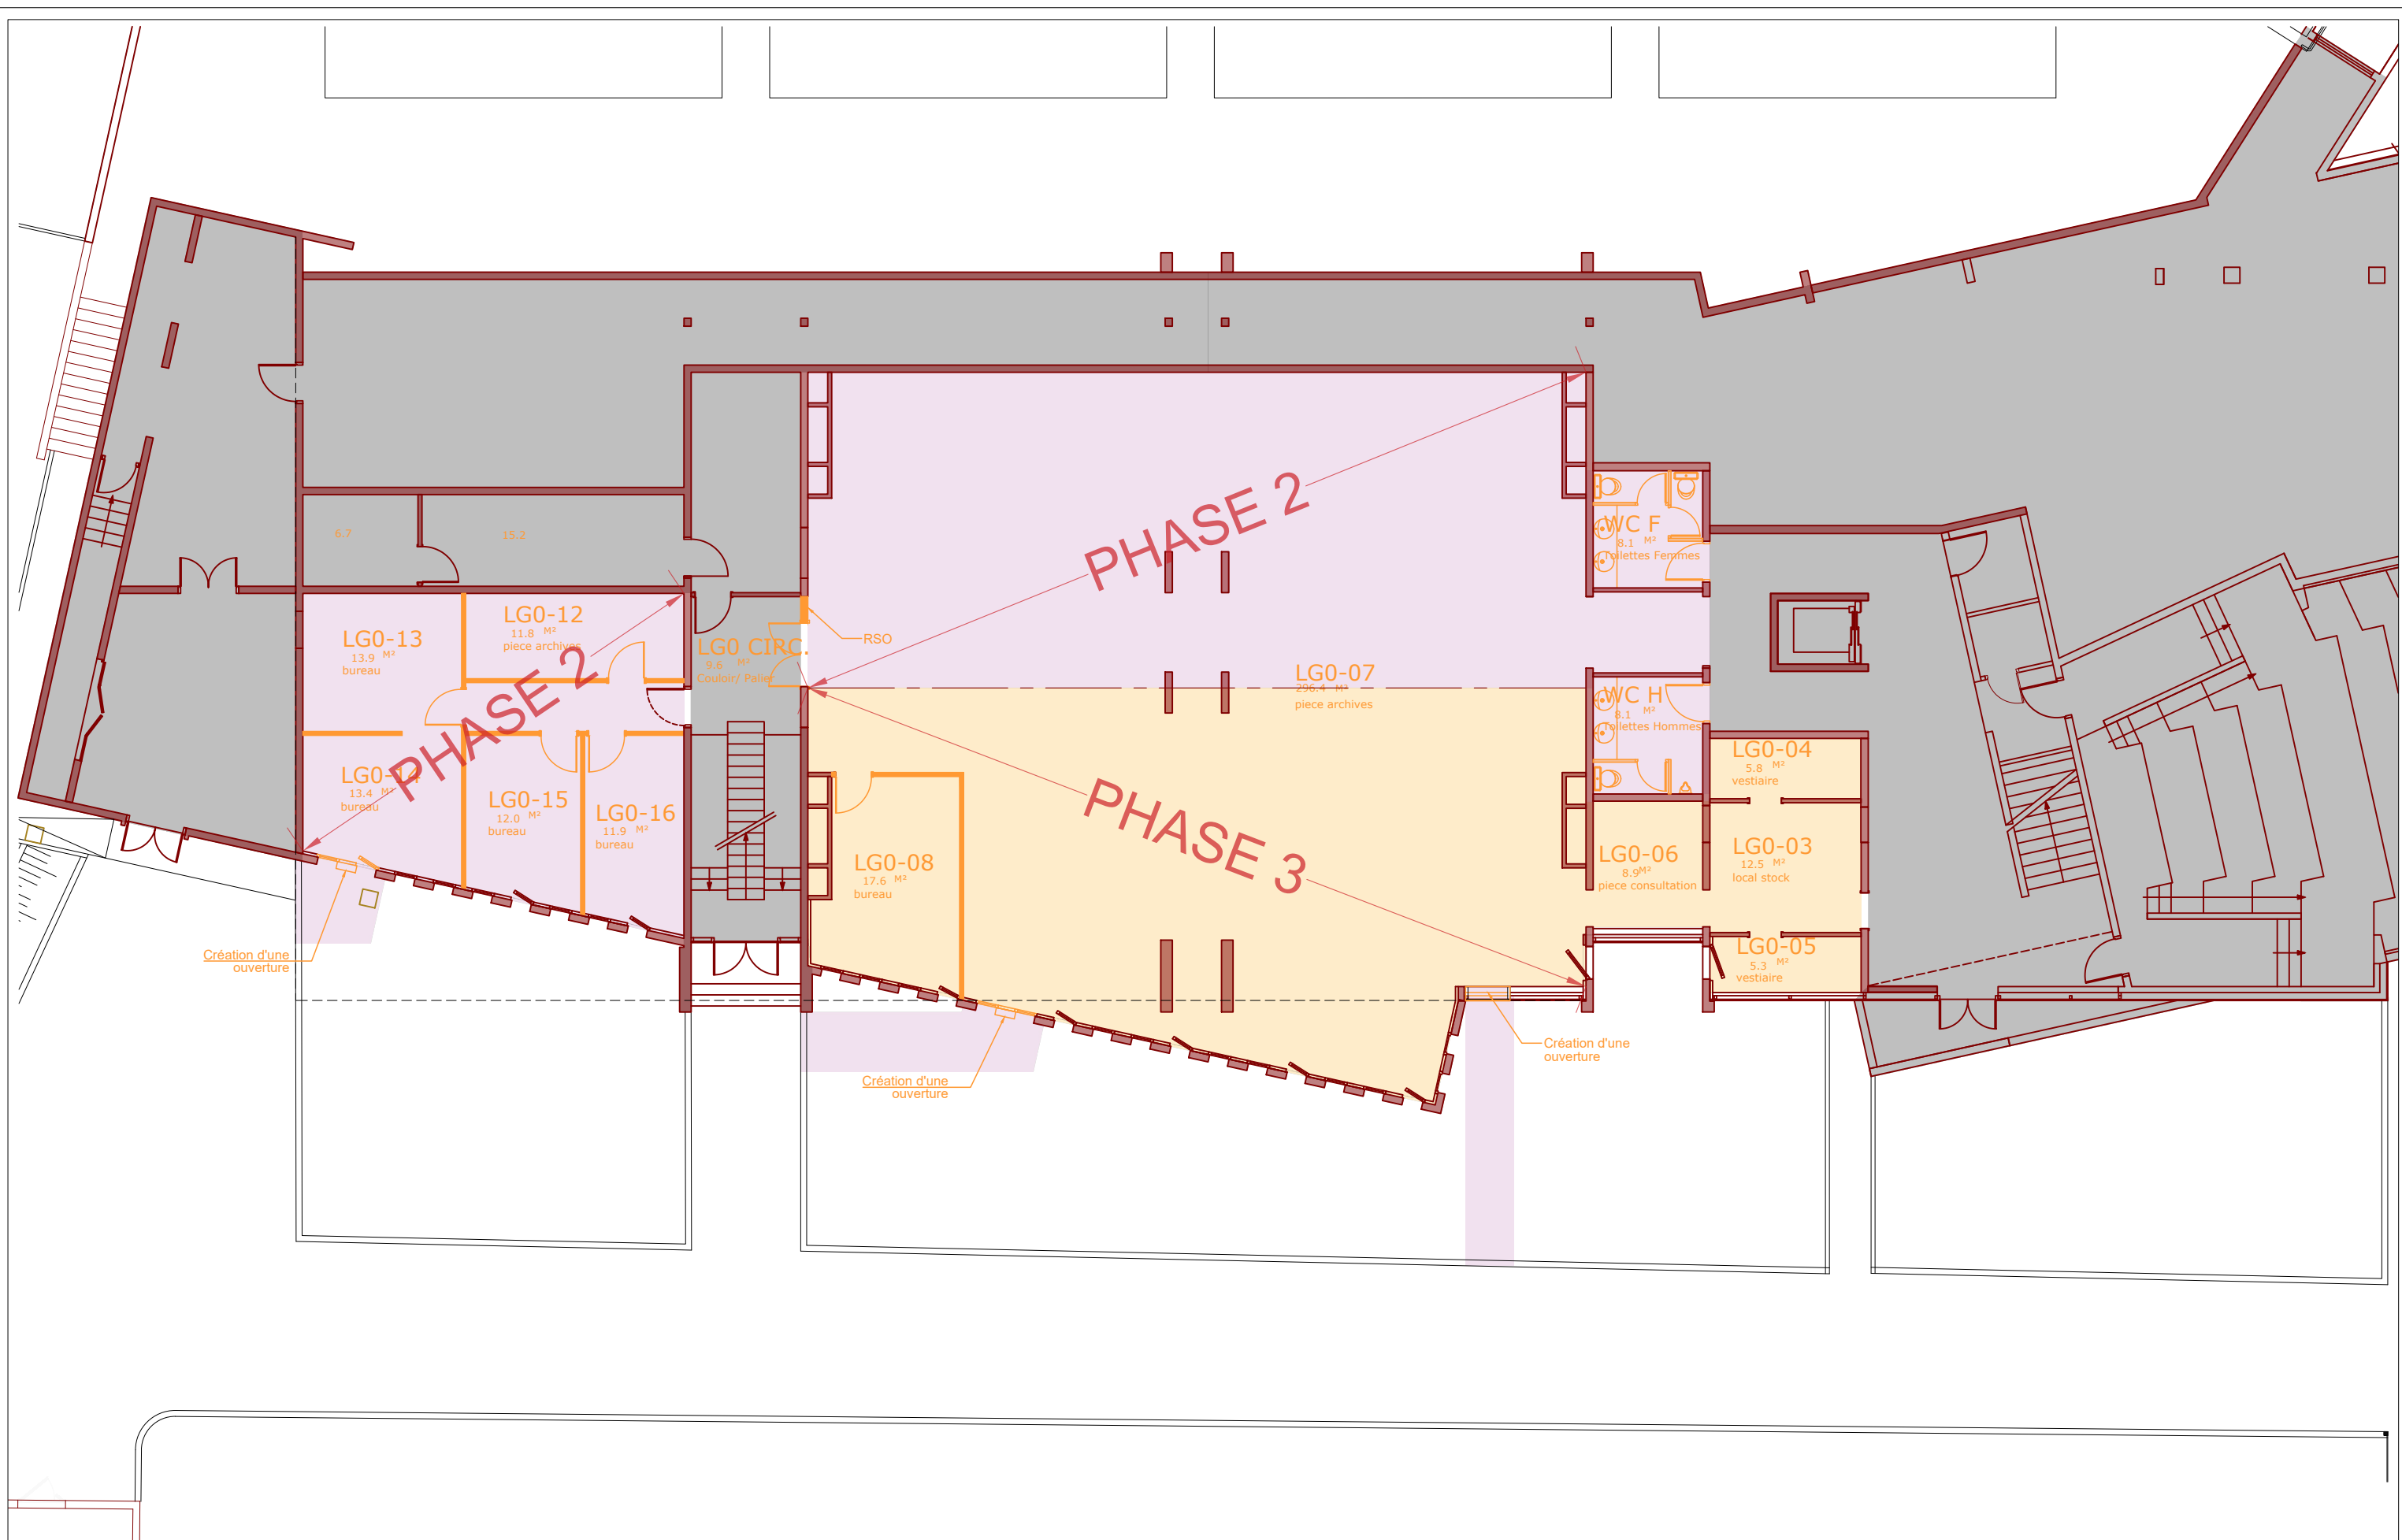 6.7
15.2
PHASE 2
WC F
8.1 M²
Toilettes Femmes
LG0-13
13.9 M²
bureau
LG0-12
11.8 M²
piece archives
LG0 CIRC.
9.6 M²
Couloir/ Palier
RSO
PHASE 2
LG0-07
296.4 M²
piece archives
WC H
8.1 M²
Toilettes Hommes
LG0-14
13.4 M²
bureau
LG0-15
12.0 M²
bureau
LG0-16
11.9 M²
bureau
PHASE 3
LG0-04
5.8 M²
vestiaire
LG0-08
17.6 M²
bureau
LG0-06
8.9M²
piece consultation
LG0-03
12.5 M²
local stock
LG0-05
5.3 M²
vestiaire
Création d'une
ouverture
Création d'une
ouverture
Création d'une
ouverture